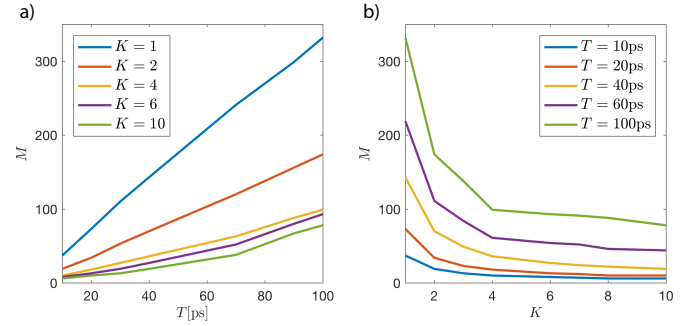 a)
b)
K = 1
K = 2
K = 4
K = 6
K = 10
300
200
100
0
M
20
40
60
80
100
T[ps]
T = 10ps
T = 20ps
T = 40ps
T = 60ps
T = 100ps
300
200
100
0
M
2
4
6
8
10
K